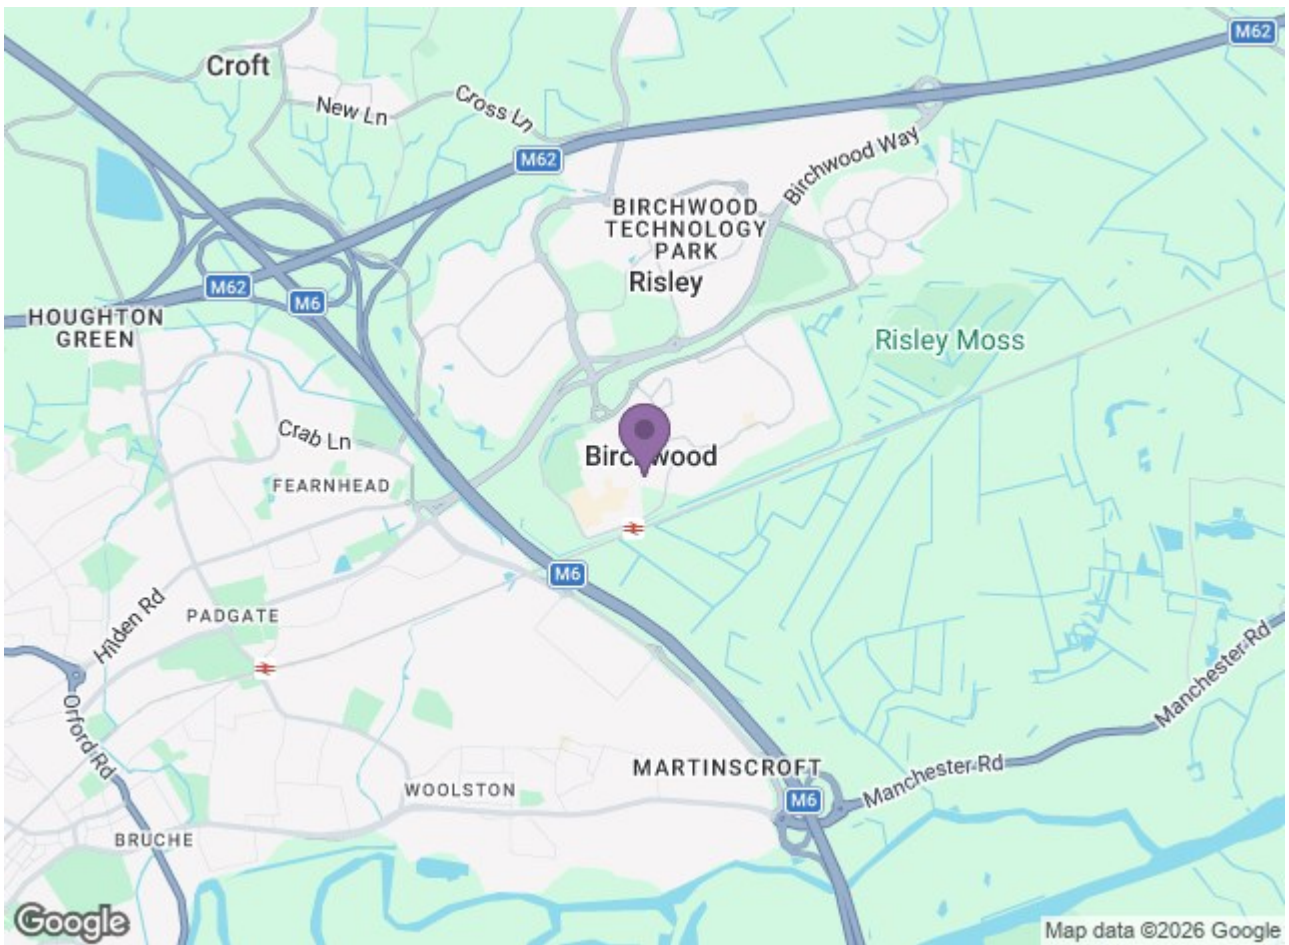 M62
Croft
New Ln
Cross Ln
M62
Birchwood Way
BIRCHWOOD
TECHNOLOGY
PARK
Risley
M62
M6
HOUGHTON
GREEN
Risley Moss
Crab Ln
Birchwood
FEARNHEAD
M6
Hilden Rd
PADGATE
Orford Rd
Manchester Rd
MARTINSCROFT
Manchester Rd
WOOLSTON
M6
BRUCHE
Google
Map data ©2026 Google